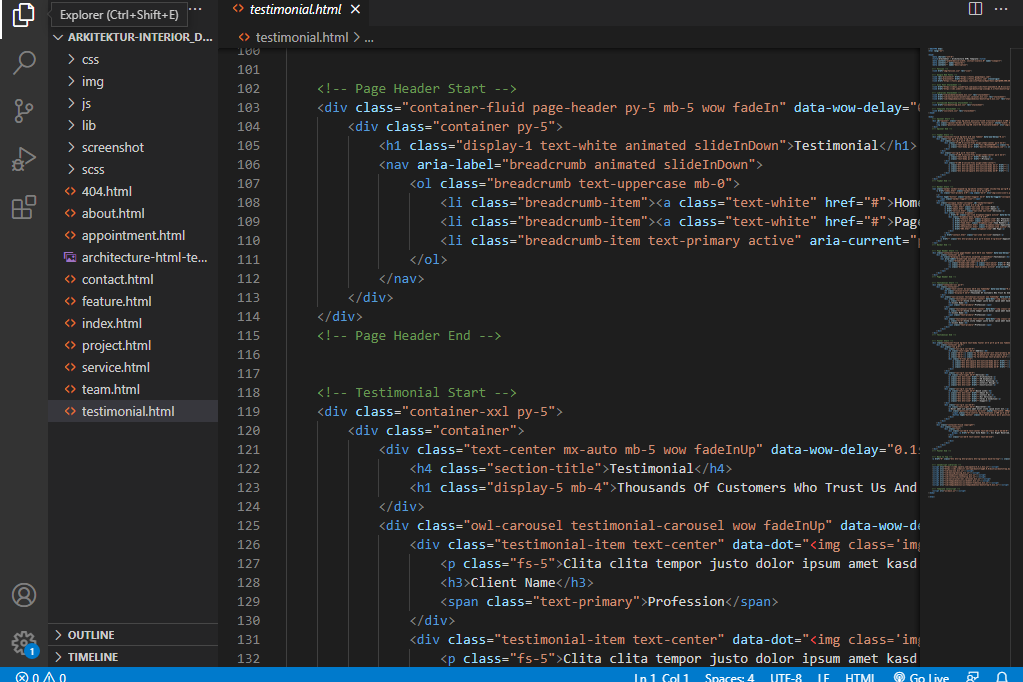 Explorer (Ctrl+Shift+E)
···
testimonial.html
···
ARKITEKTUR-INTERIOR_D...
testimonial.html > ...
css
img
js
lib
screenshot
scss
404.html
about.html
appointment.html
architecture-html-te...
contact.html
feature.html
index.html
project.html
service.html
team.html
testimonial.html
OUTLINE
TIMELINE
100
101
102 <!-- Page Header Start -->
103 <div class="container-fluid page-header py-5 mb-5 wow fadeIn" data-wow-delay="
104 <div class="container py-5">
105 <h1 class="display-1 text-white animated slideInDown">Testimonial</h1>
106 <nav aria-label="breadcrumb animated slideInDown">
107 <ol class="breadcrumb text-uppercase mb-0">
108 <li class="breadcrumb-item"><a class="text-white" href="#">Home
109 <li class="breadcrumb-item"><a class="text-white" href="#">Page
110 <li class="breadcrumb-item text-primary active" aria-current="p
111 </ol>
112 </nav>
113 </div>
114 </div>
115 <!-- Page Header End -->
116
117
118 <!-- Testimonial Start -->
119 <div class="container-xxl py-5">
120 <div class="container">
121 <div class="text-center mx-auto mb-5 wow fadeInUp" data-wow-delay="0.1s
122 <h4 class="section-title">Testimonial</h4>
123 <h1 class="display-5 mb-4">Thousands Of Customers Who Trust Us And
124 </div>
125 <div class="owl-carousel testimonial-carousel wow fadeInUp" data-wow-de
126 <div class="testimonial-item text-center" data-dot="<img class='img
127 <p class="fs-5">Clita clita tempor justo dolor ipsum amet kasd
128 <h3>Client Name</h3>
129 <span class="text-primary">Profession</span>
130 </div>
131 <div class="testimonial-item text-center" data-dot="<img class='img
132 <p class="fs-5">Clita clita tempor justo dolor ipsum amet kasd
1
0 0
Ln 1, Col 1 Spaces: 4 UTF-8 LF HTML Go Live